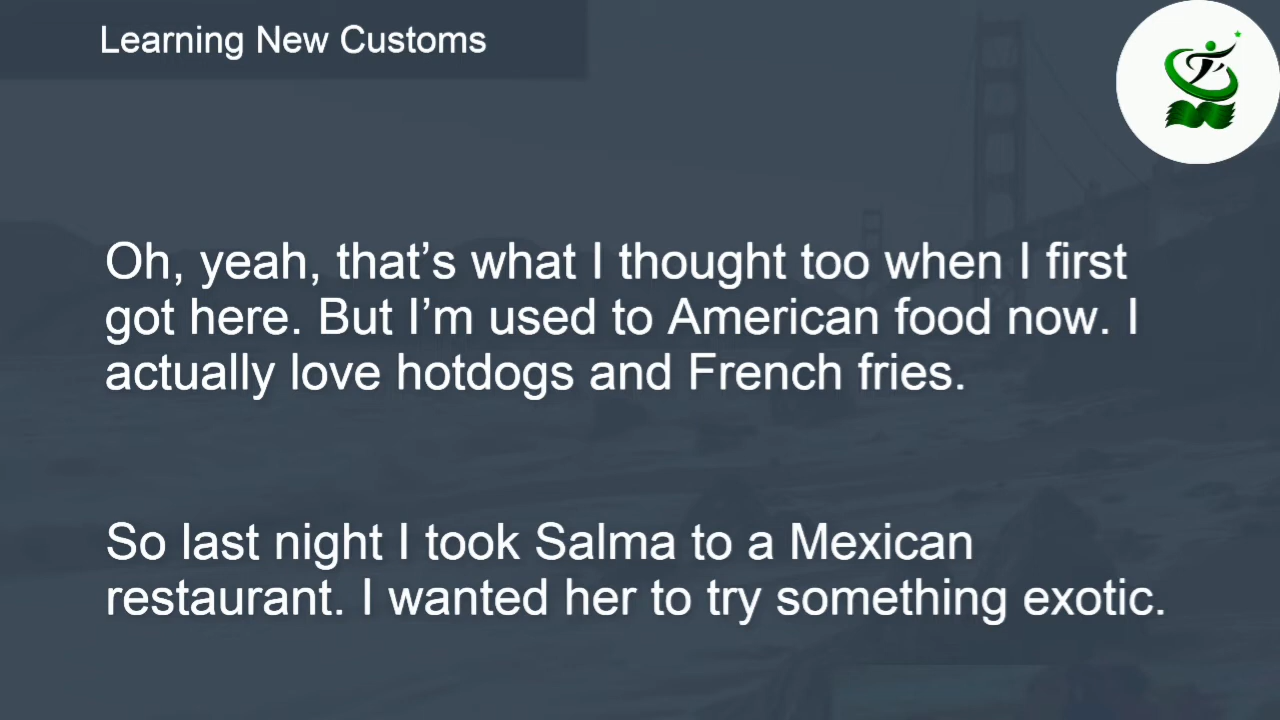 Learning New Customs
Oh, yeah, that’s what I thought too when I first
got here. But I’m used to American food now. I
actually love hotdogs and French fries.
So last night I took Salma to a Mexican
restaurant. I wanted her to try something exotic.